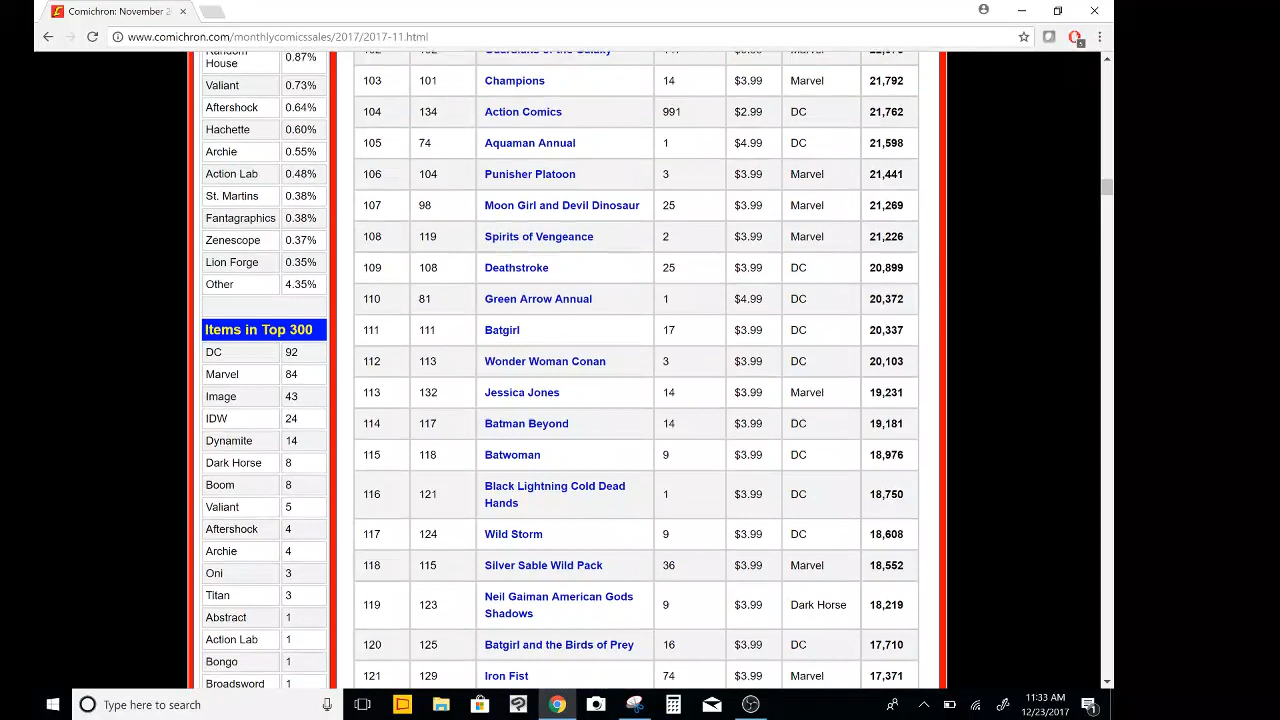 Comichron: November 2
www.comichron.com/monthlycomicssales/2017/2017-11.html
House 0.87%
Valiant 0.73%
Aftershock 0.64%
Hachette 0.60%
Archie 0.55%
Action Lab 0.48%
St. Martins 0.38%
Fantagraphics 0.38%
Zenescope 0.37%
Lion Forge 0.35%
Other 4.35%
Items in Top 300
DC 92
Marvel 84
Image 43
IDW 24
Dynamite 14
Dark Horse 8
Boom 8
Valiant 5
Aftershock 4
Archie 4
Oni 3
Titan 3
Abstract 1
Action Lab 1
Bongo 1
Broadsword 1
Guardians of the Galaxy
103 101 Champions 14 $3.99 Marvel 21,792
104 134 Action Comics 991 $2.99 DC 21,762
105 74 Aquaman Annual 1 $4.99 DC 21,598
106 104 Punisher Platoon 3 $3.99 Marvel 21,441
107 98 Moon Girl and Devil Dinosaur 25 $3.99 Marvel 21,269
108 119 Spirits of Vengeance 2 $3.99 Marvel 21,226
109 108 Deathstroke 25 $3.99 DC 20,899
110 81 Green Arrow Annual 1 $4.99 DC 20,372
111 111 Batgirl 17 $3.99 DC 20,337
112 113 Wonder Woman Conan 3 $3.99 DC 20,103
113 132 Jessica Jones 14 $3.99 Marvel 19,231
114 117 Batman Beyond 14 $3.99 DC 19,181
115 118 Batwoman 9 $3.99 DC 18,976
116 121 Black Lightning Cold Dead
Hands 1 $3.99 DC 18,750
117 124 Wild Storm 9 $3.99 DC 18,608
118 115 Silver Sable Wild Pack 36 $3.99 Marvel 18,552
119 123 Neil Gaiman American Gods
Shadows 9 $3.99 Dark Horse 18,219
120 125 Batgirl and the Birds of Prey 16 $3.99 DC 17,710
121 129 Iron Fist 74 $3.99 Marvel 17,371
Type here to search
11:33 AM
12/23/2017